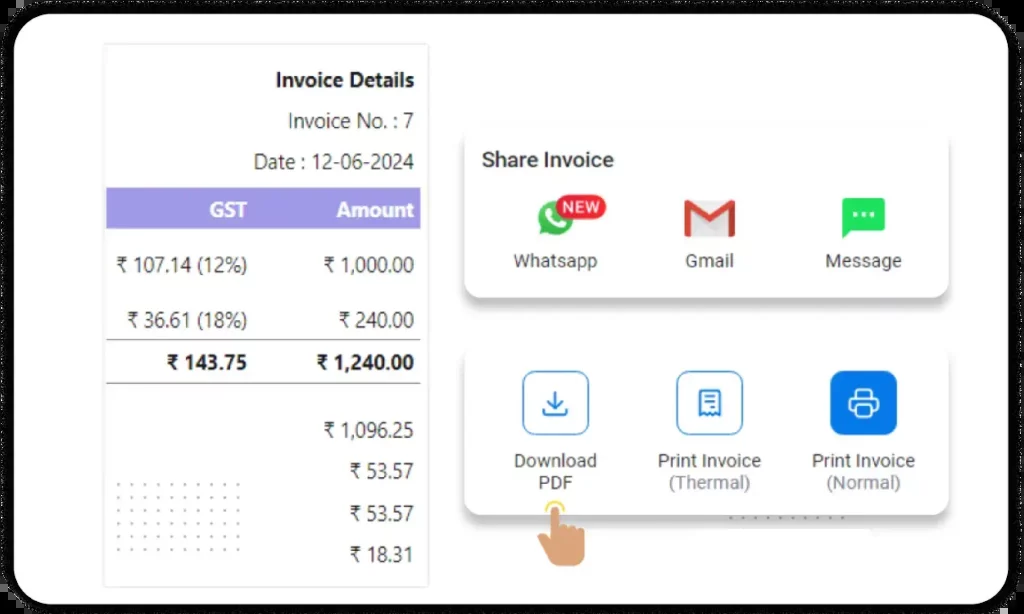 Invoice Details
Invoice No. : 7
Date : 12-06-2024
GST Amount
₹ 107.14 (12%) ₹ 1,000.00
₹ 36.61 (18%) ₹ 240.00
₹ 143.75 ₹ 1,240.00
₹ 1,096.25
₹ 53.57
₹ 53.57
₹ 18.31
Share Invoice
NEW
Whatsapp Gmail Message
Download Print Invoice Print Invoice
PDF (Thermal) (Normal)